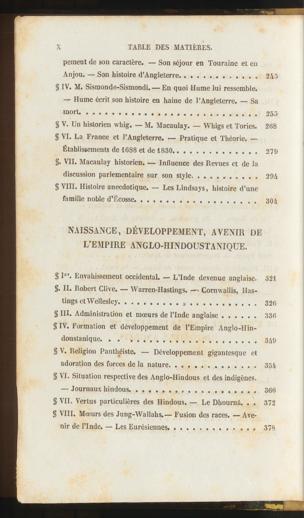 X TABLE DES MATIÈRES.
pement de son caractère. — Son séjour en Touraine et en
Anjou. — Son histoire d'Angleterre. . . . . . . . . . . . 245
§ IV. M. Sismonde-Sismondi. — En quoi Hume lui ressemble.
— Hume écrit son histoire en haine de l'Angleterre. — Sa
mort. . . . . . . . . . . . . . . . . . . . . . . . . . . 255
§ V. Un historien whig. — M. Macaulay. — Whigs et Tories. 268
§ VI. La France et l'Angleterre. — Pratique et Théorie. —
Établissements de 1688 et de 1830. . . . . . . . . . . . 279
§. VII. Macaulay historien. — Influence des Revues et de la
discussion parlementaire sur son style. . . . . . . . . . 294
§ VIII. Histoire anecdotique. — Les Lindsays, histoire d'une
famille noble d'Écosse. . . . . . . . . . . . . . . . . . 304
NAISSANCE, DÉVELOPPEMENT, AVENIR DE
L'EMPIRE ANGLO-HINDOUSTANIQUE.
§ Ier. Envahissement occidental. — L'Inde devenue anglaise. 321
§. II. Robert Clive. — Warren-Hastings. — Cornwallis, Has-
tings et Wellesley. . . . . . . . . . . . . . . . . . . . 326
§ III. Administration et mœurs de l'Inde anglaise . . . . . 336
§ IV. Formation et développement de l'Empire Anglo-Hin-
doustanique. . . . . . . . . . . . . . . . . . . . . . . 349
§ V. Religion Panthéiste. — Développement gigantesque et
adoration des forces de la nature. . . . . . . . . . . . 354
§ VI. Situation respective des Anglo-Hindous et des indigènes.
— Journaux hindous. . . . . . . . . . . . . . . . . . . . 366
§ VII. Vertus particulières des Hindous. — Le Dhourna. . . 372
§ VIII. Mœurs des Jung-Wallahs. — Fusion des races. — Ave-
nir de l'Inde. — Les Eurésiennes. . . . . . . . . . . . . 378